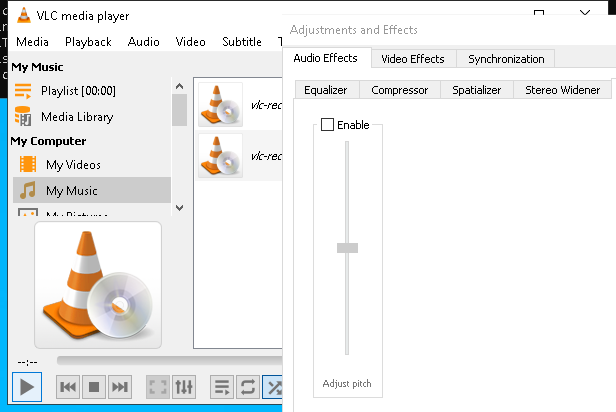 VLC media player
Media Playback Audio Video Subtitle T
My Music
Playlist [00:00]
Media Library
My Computer
My Videos
My Music
My Pictures
vlc-rec
vlc-rec
--:--
Adjustments and Effects
Audio Effects Video Effects Synchronization
Equalizer Compressor Spatializer Stereo Widener
Enable
Adjust pitch